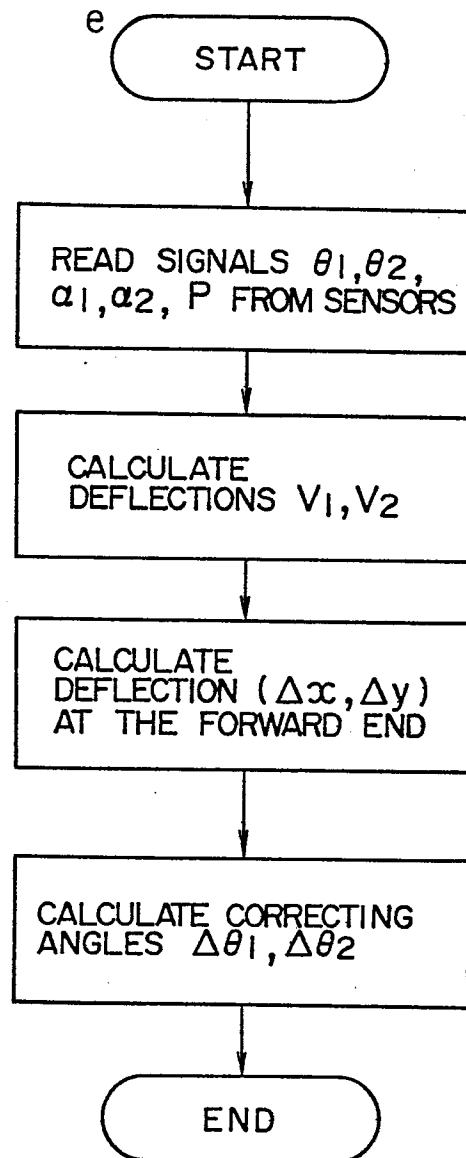 e
START
READ SIGNALS θ1,θ2,
α1,α2, P FROM SENSORS
CALCULATE
DEFLECTIONS V1,V2
CALCULATE
DEFLECTION (Δx,Δy)
AT THE FORWARD END
CALCULATE CORRECTING
ANGLES Δθ1,Δθ2
END